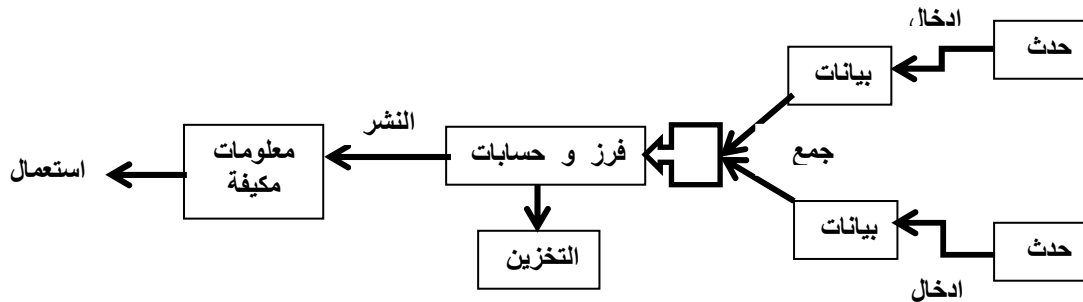 ادخال
حدث
بيانات
جمع
فرز و حسابات
النشر
معلومات
مكيفة
استعمال
التخزين
بيانات
حدث
ادخال